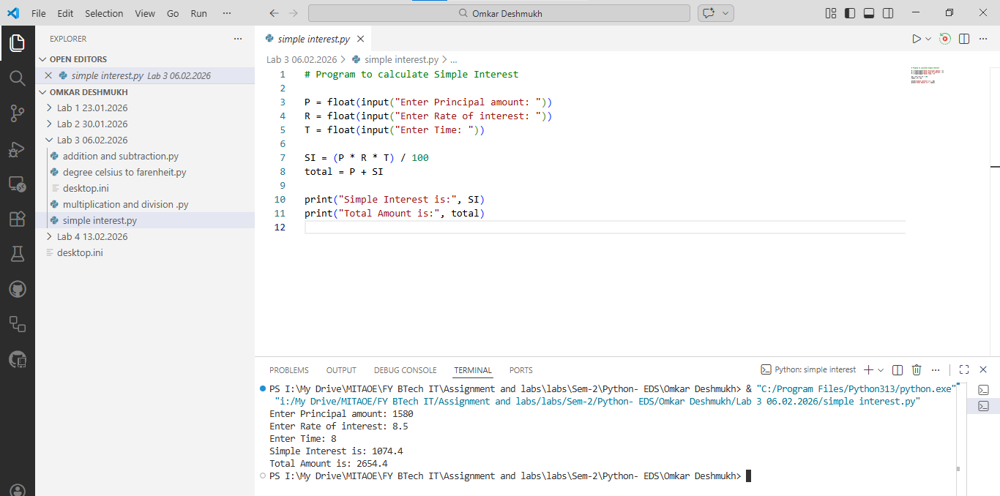 File Edit Selection View Go Run ···
Omkar Deshmukh
EXPLORER ···
OPEN EDITORS
simple interest.py Lab 3 06.02.2026
OMKAR DESHMUKH
Lab 1 23.01.2026
Lab 2 30.01.2026
Lab 3 06.02.2026
addition and subtraction.py
degree celsius to farenheit.py
desktop.ini
multiplication and division .py
simple interest.py
Lab 4 13.02.2026
desktop.ini
simple interest.py
Lab 3 06.02.2026 > simple interest.py > ...
1 # Program to calculate Simple Interest
2
3 P = float(input("Enter Principal amount: "))
4 R = float(input("Enter Rate of interest: "))
5 T = float(input("Enter Time: "))
6
7 SI = (P * R * T) / 100
8 total = P + SI
9
10 print("Simple Interest is:", SI)
11 print("Total Amount is:", total)
12
PROBLEMS OUTPUT DEBUG CONSOLE TERMINAL PORTS
Python: simple interest
PS I:\My Drive\MITAOE\FY BTech IT\Assignment and labs\labs\Sem-2\Python- EDS\Omkar Deshmukh> & "C:/Program Files/Python313/python.exe"
"i:/My Drive/MITAOE/FY BTech IT/Assignment and labs/labs/Sem-2/Python- EDS/Omkar Deshmukh/Lab 3 06.02.2026/simple interest.py"
Enter Principal amount: 1580
Enter Rate of interest: 8.5
Enter Time: 8
Simple Interest is: 1074.4
Total Amount is: 2654.4
PS I:\My Drive\MITAOE\FY BTech IT\Assignment and labs\labs\Sem-2\Python- EDS\Omkar Deshmukh>